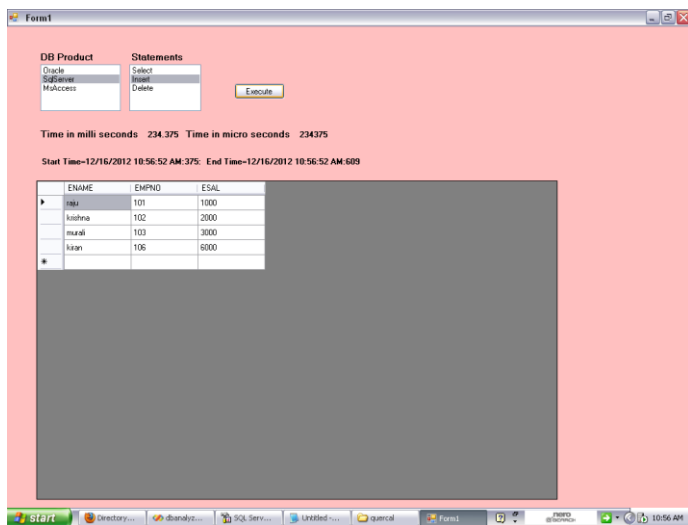 Form1
DB Product Statements
Oracle Select
SqlServer Insert
MsAccess Delete
Execute
Time in milli seconds 234.375 Time in micro seconds 234375
Start Time=12/16/2012 10:56:52 AM:375: End Time=12/16/2012 10:56:52 AM:609
ENAME EMPNO ESAL
raju 101 1000
krishna 102 2000
murali 103 3000
kiran 106 6000
start Directory... dbanalyz... SQL Serv... Untitled -... quercal Form1 nero 10:56 AM